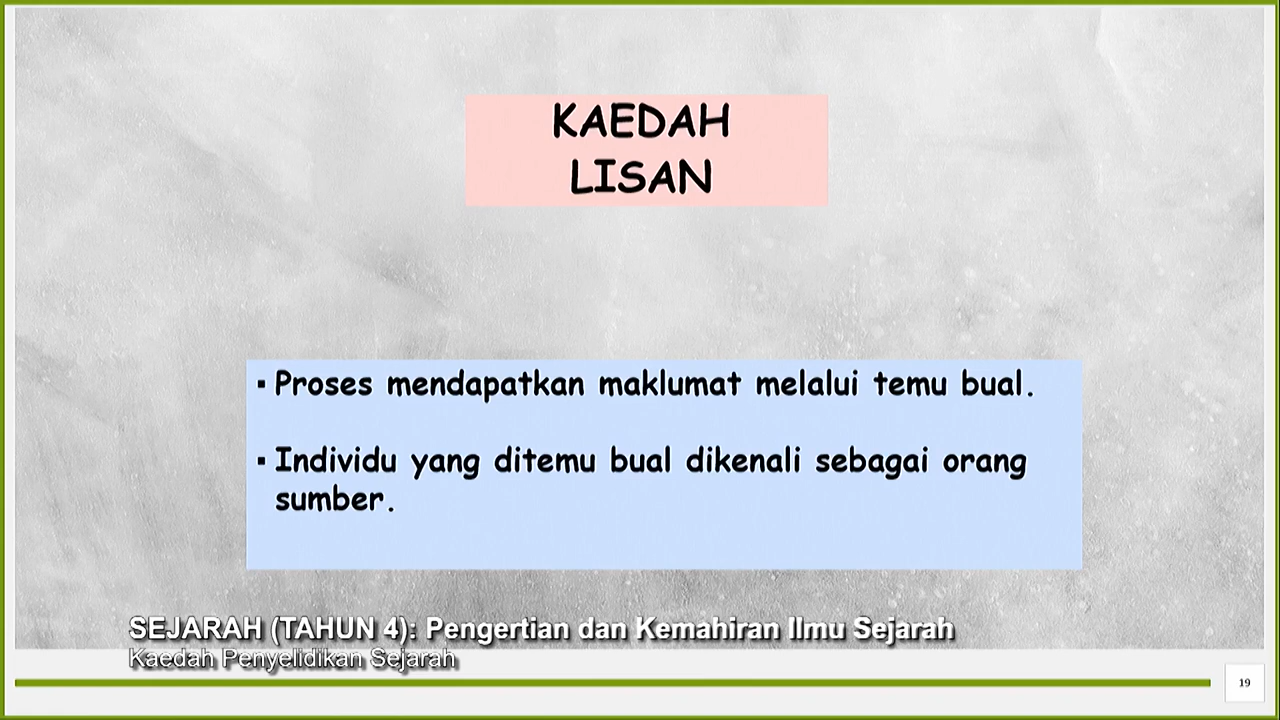 KAEDAH
LISAN
▪ Proses mendapatkan maklumat melalui temu bual.
▪ Individu yang ditemu bual dikenali sebagai orang
sumber.
SEJARAH (TAHUN 4): Pengertian dan Kemahiran Ilmu Sejarah
Kaedah Penyelidikan Sejarah
19